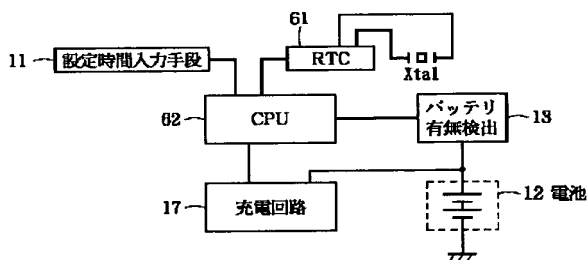 61
11 設定時間入力手段
RTC
Xtal
62
CPU
バッテリ
有無検出
13
17
充電回路
12 電池